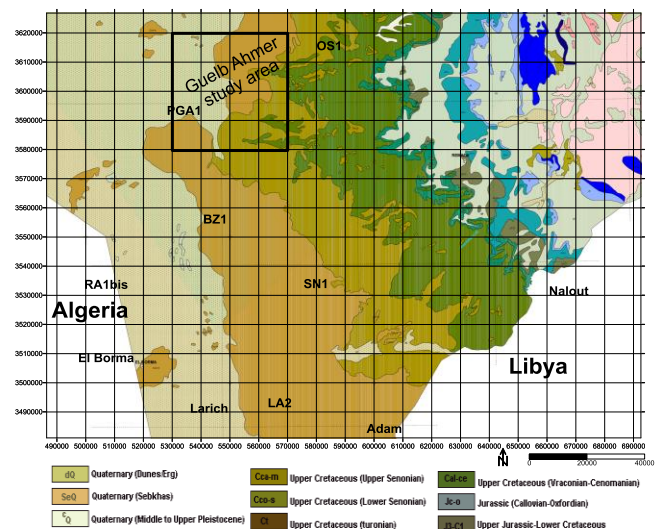 3620000
3610000
3600000
3590000
3580000
3570000
3560000
3550000
3540000
3530000
3520000
3510000
3500000
3490000
OS1
Guelb Ahmer
study area
PGA1
BZ1
RA1bis
SN1
Nalout
Algeria
El Borma
EL BORMA
Libya
Larich
LA2
Adam
490000 500000 510000 520000 530000 540000 550000 560000 570000 580000 590000 600000 610000 620000 630000 640000 650000 660000 670000 680000 690000
N
0 20000 40000
dQ Quaternary (Dunes/Erg)
SeQ Quaternary (Sebkhas)
Q Quaternary (Middle to Upper Pleistocene)
Cca-m Upper Cretaceous (Upper Senonian)
Cco-s Upper Cretaceous (Lower Senonian)
Ct Upper Cretaceous (turonian)
Cal-ce Upper Cretaceous (Vraconian-Cenomanian)
Jc-o Jurassic (Callovian-Oxfordian)
J3-C1 Upper Jurassic-Lower Cretaceous